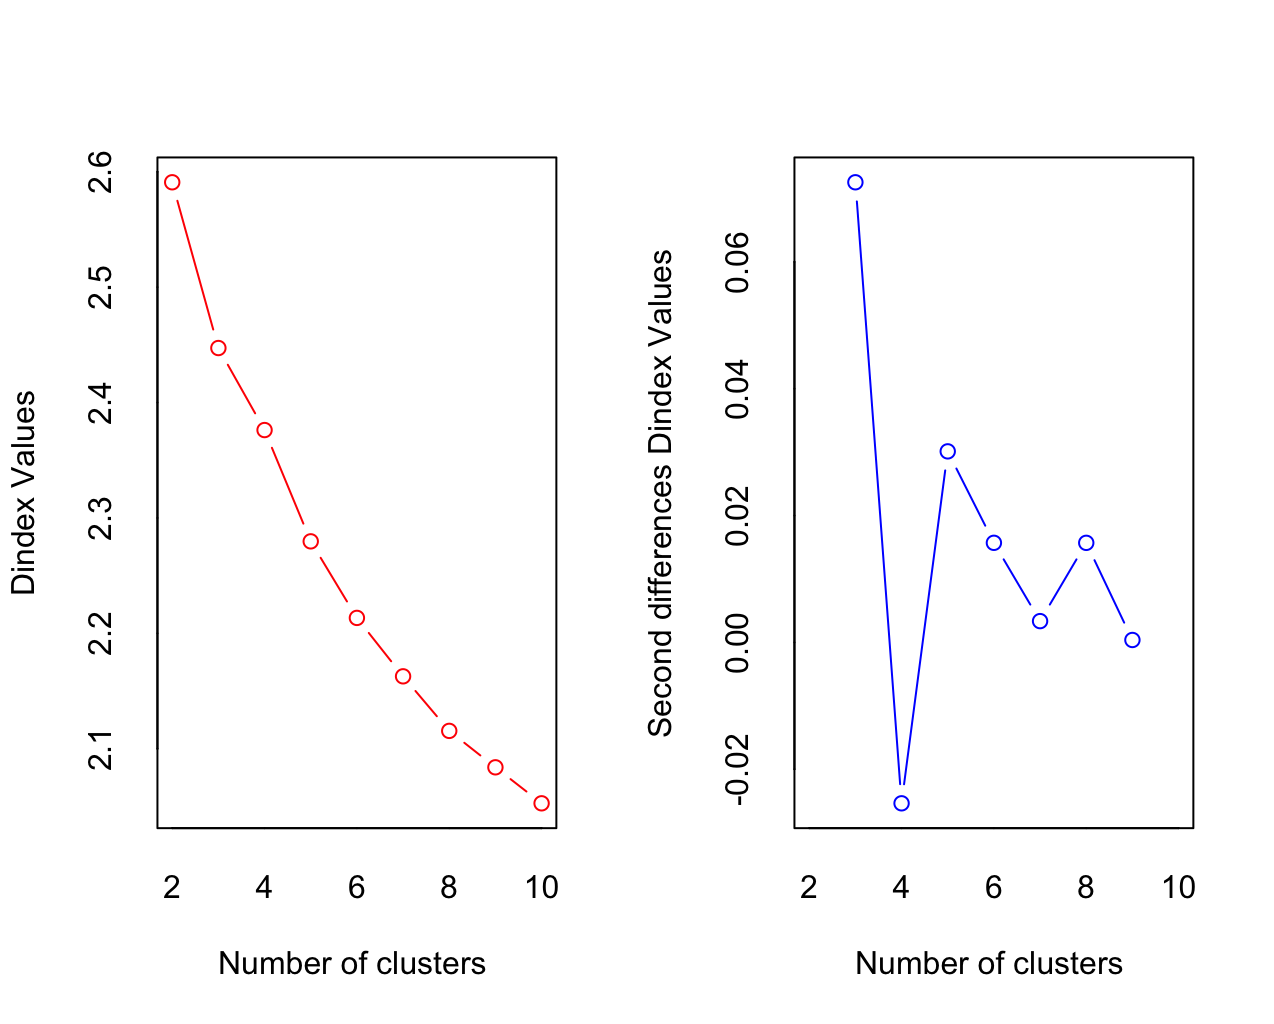 Dindex Values
2.6
2.5
2.4
2.3
2.2
2.1
2 4 6 8 10
Number of clusters
Second differences Dindex Values
0.06
0.04
0.02
0.00
-0.02
2 4 6 8 10
Number of clusters